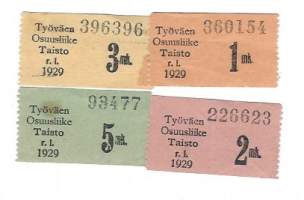 396396
Työväen
Osuusliike
Taisto
r. l.
1929
3 mk.
360154
Työväen
Osuusliike
Taisto
r. l.
1929
1 mk.
93477
Työväen
Osuusliike
Taisto
r. l.
1929
5 mk.
226623
Työväen
Osuusliike
Taisto
r. l.
1929
2 mk.